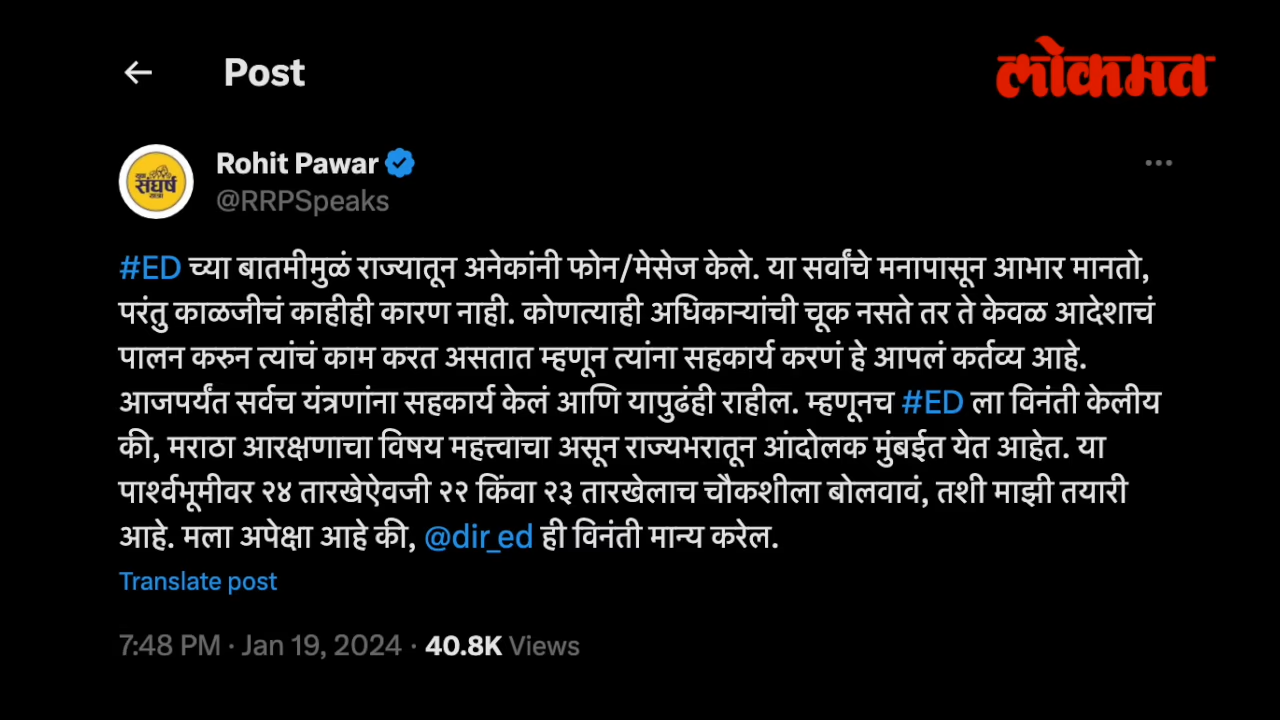 ← Post
लोकमत
युवा
संघर्ष
यात्रा
Rohit Pawar
@RRPSpeaks
#ED च्या बातमीमुळं राज्यातून अनेकांनी फोन/मेसेज केले. या सर्वांचे मनापासून आभार मानतो,
परंतु काळजीचं काहीही कारण नाही. कोणत्याही अधिकाऱ्यांची चूक नसते तर ते केवळ आदेशाचं
पालन करुन त्यांचं काम करत असतात म्हणून त्यांना सहकार्य करणं हे आपलं कर्तव्य आहे.
आजपर्यंत सर्वच यंत्रणांना सहकार्य केलं आणि यापुढंही राहील. म्हणूनच #ED ला विनंती केलीय
की, मराठा आरक्षणाचा विषय महत्त्वाचा असून राज्यभरातून आंदोलक मुंबईत येत आहेत. या
पार्श्वभूमीवर २४ तारखेऐवजी २२ किंवा २३ तारखेलाच चौकशीला बोलवावं, तशी माझी तयारी
आहे. मला अपेक्षा आहे की, @dir_ed ही विनंती मान्य करेल.
Translate post
7:48 PM · Jan 19, 2024 · 40.8K Views